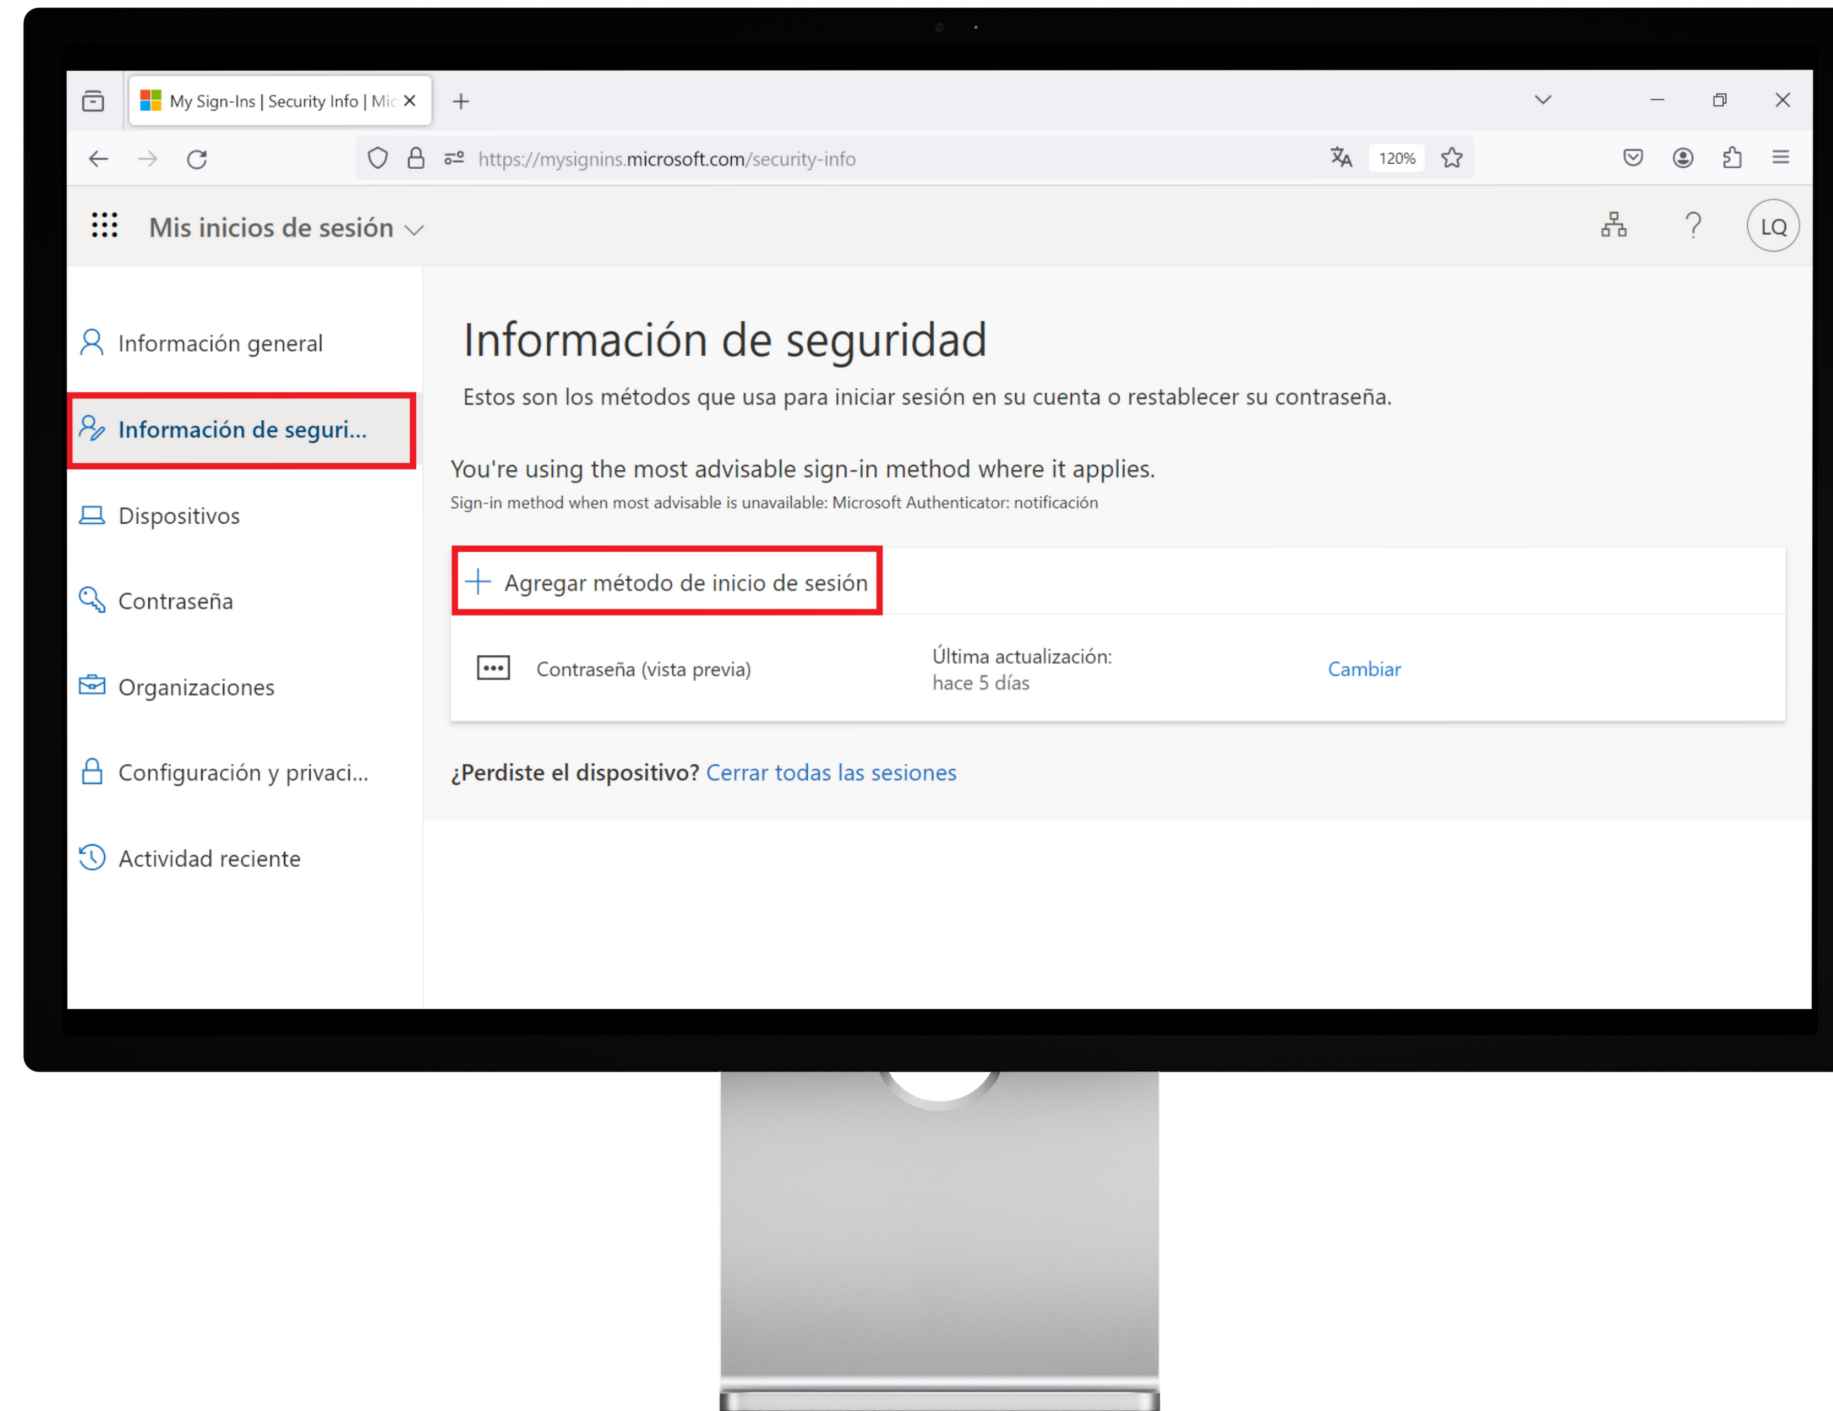 My Sign-Ins | Security Info | Mic
https://mysignins.microsoft.com/security-info
120%
Mis inicios de sesión
?
LQ
Información general
Información de seguri...
Dispositivos
Contraseña
Organizaciones
Configuración y privaci...
Actividad reciente
Información de seguridad
Estos son los métodos que usa para iniciar sesión en su cuenta o restablecer su contraseña.
You're using the most advisable sign-in method where it applies.
Sign-in method when most advisable is unavailable: Microsoft Authenticator: notificación
Agregar método de inicio de sesión
Contraseña (vista previa)
Última actualización:
hace 5 días
Cambiar
¿Perdiste el dispositivo? Cerrar todas las sesiones